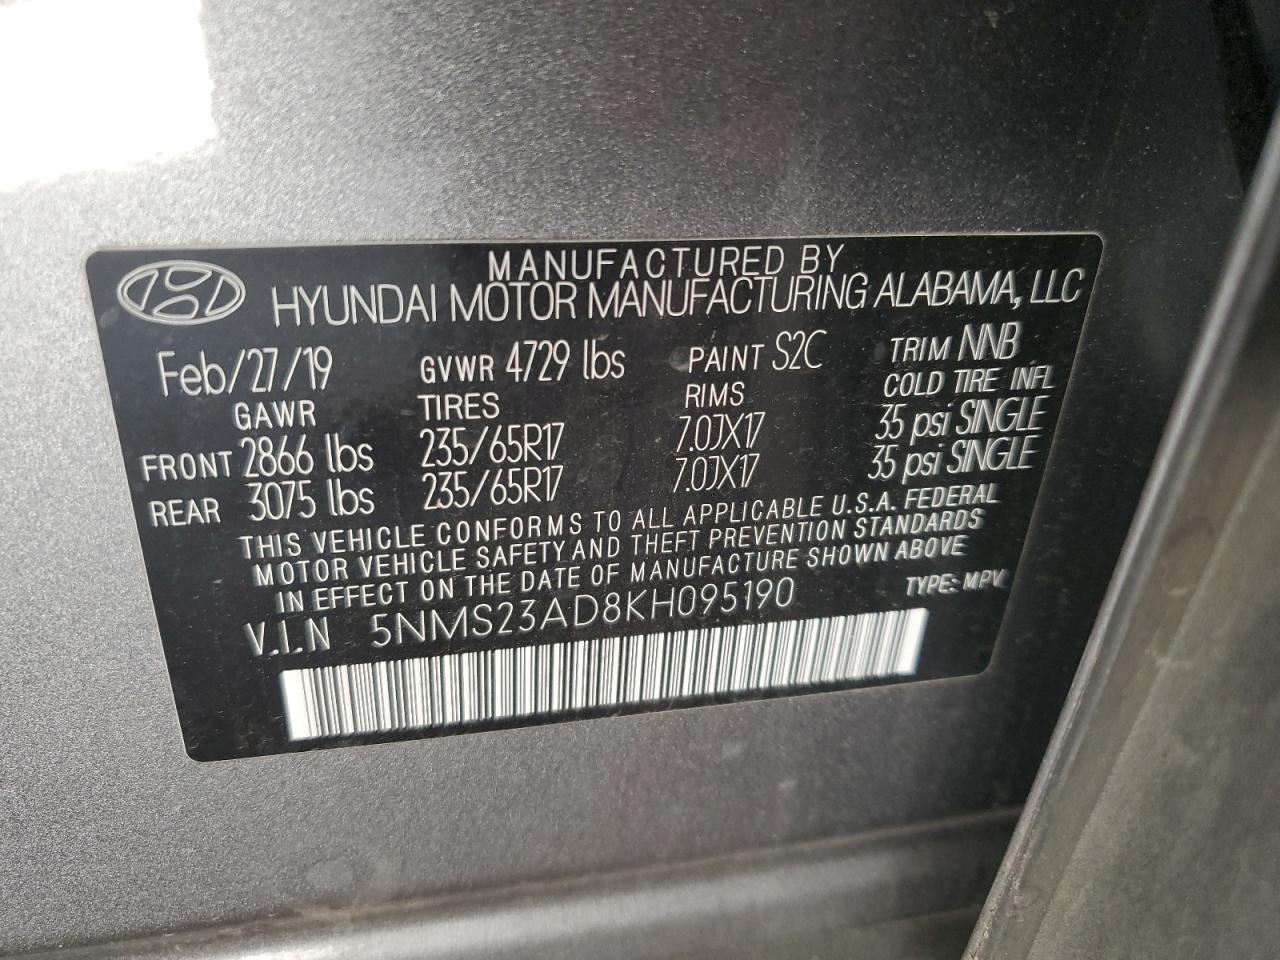 MANUFACTURED BY
HYUNDAI MOTOR MANUFACTURING ALABAMA, LLC
Feb/27/19 GVWR 4729 lbs PAINT S2C TRIM NNB
GAWR TIRES RIMS COLD TIRE INFL
FRONT 2866 lbs 235/65R17 7.0JX17 35 psi SINGLE
REAR 3075 lbs 235/65R17 7.0JX17 35 psi SINGLE
THIS VEHICLE CONFORMS TO ALL APPLICABLE U.S.A. FEDERAL
MOTOR VEHICLE SAFETY AND THEFT PREVENTION STANDARDS
IN EFFECT ON THE DATE OF MANUFACTURE SHOWN ABOVE
V.I.N 5NMS23AD8KH095190 TYPE: MPV